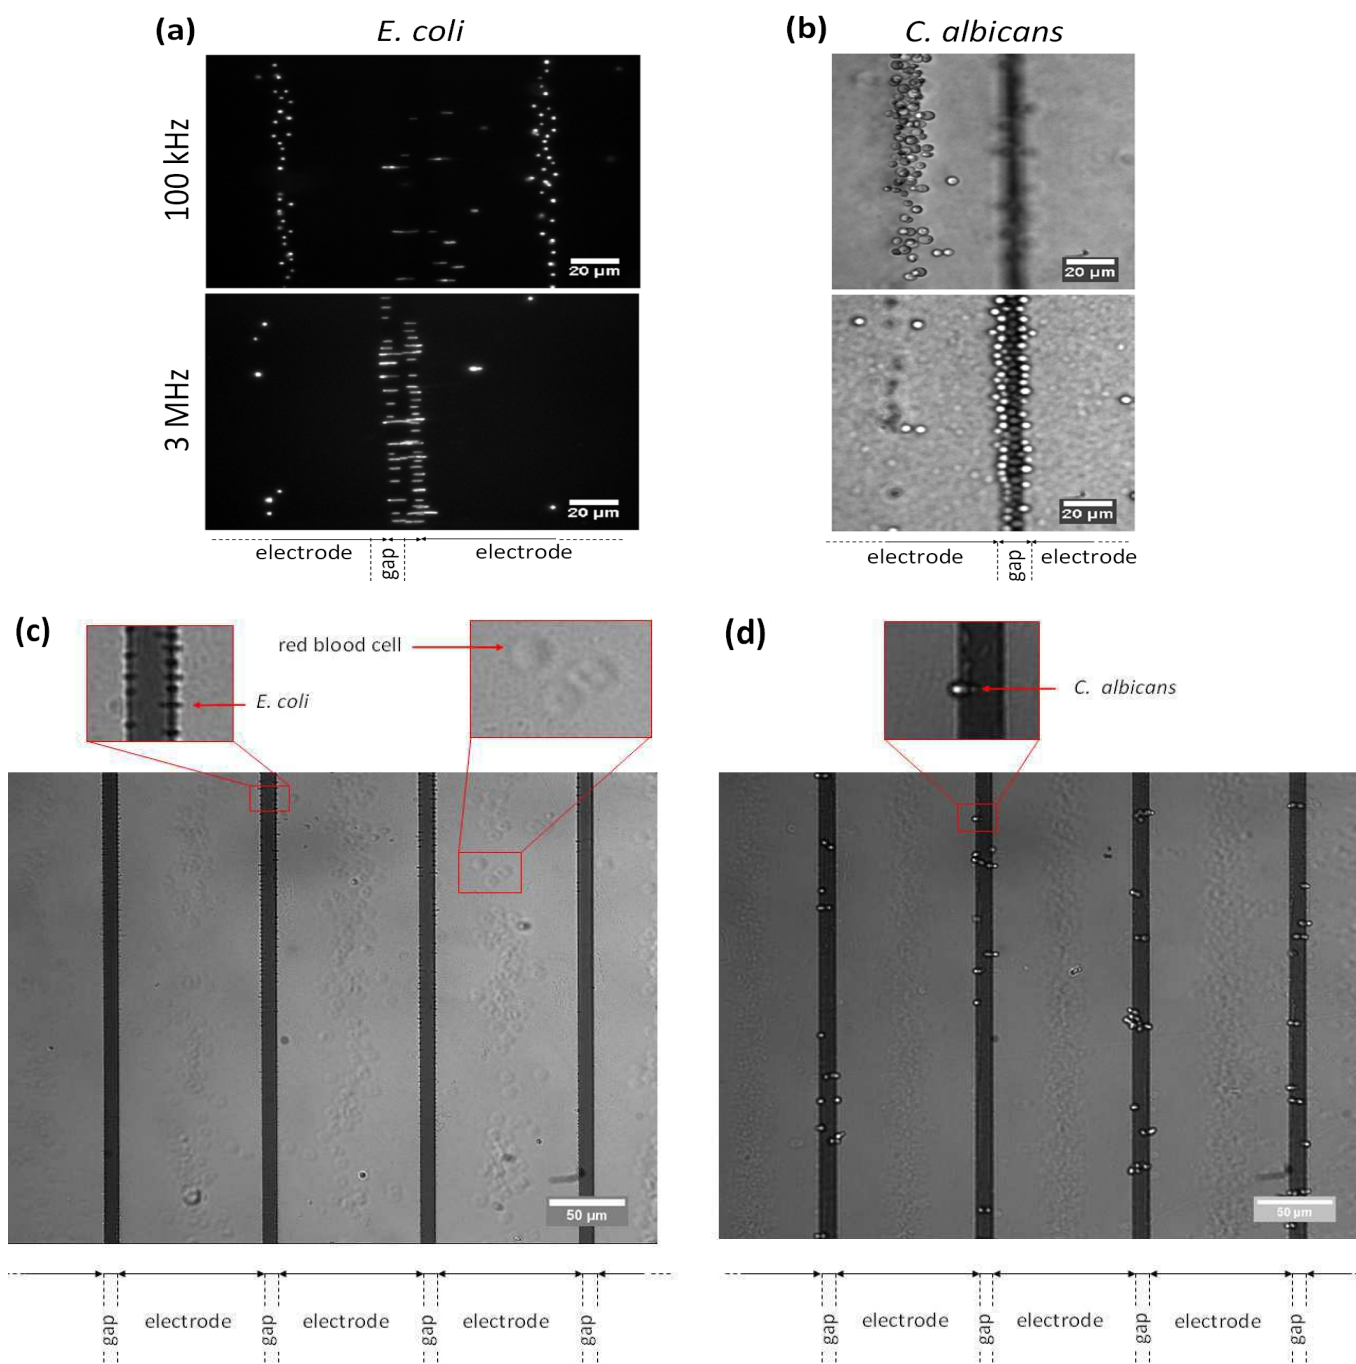 (a)
E. coli
(b)
C. albicans
100 kHz
20 µm
20 µm
3 MHz
20 µm
20 µm
electrode
gap
electrode
electrode
gap
electrode
(c)
red blood cell
E. coli
(d)
C. albicans
50 µm
50 µm
gap
electrode
gap
electrode
gap
electrode
gap
gap
electrode
gap
electrode
gap
electrode
gap